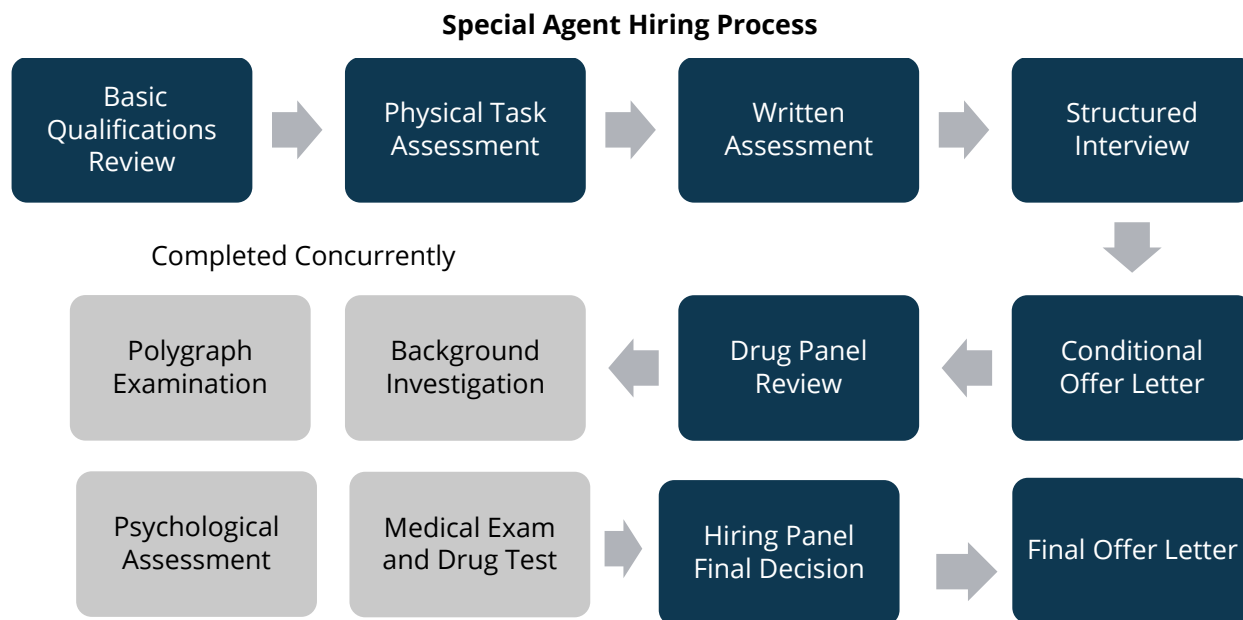 Special Agent Hiring Process
Basic
Qualifications
Review
Physical Task
Assessment
Written
Assessment
Structured
Interview
Completed Concurrently
Polygraph
Examination
Background
Investigation
Drug Panel
Review
Conditional
Offer Letter
Psychological
Assessment
Medical Exam
and Drug Test
Hiring Panel
Final Decision
Final Offer Letter